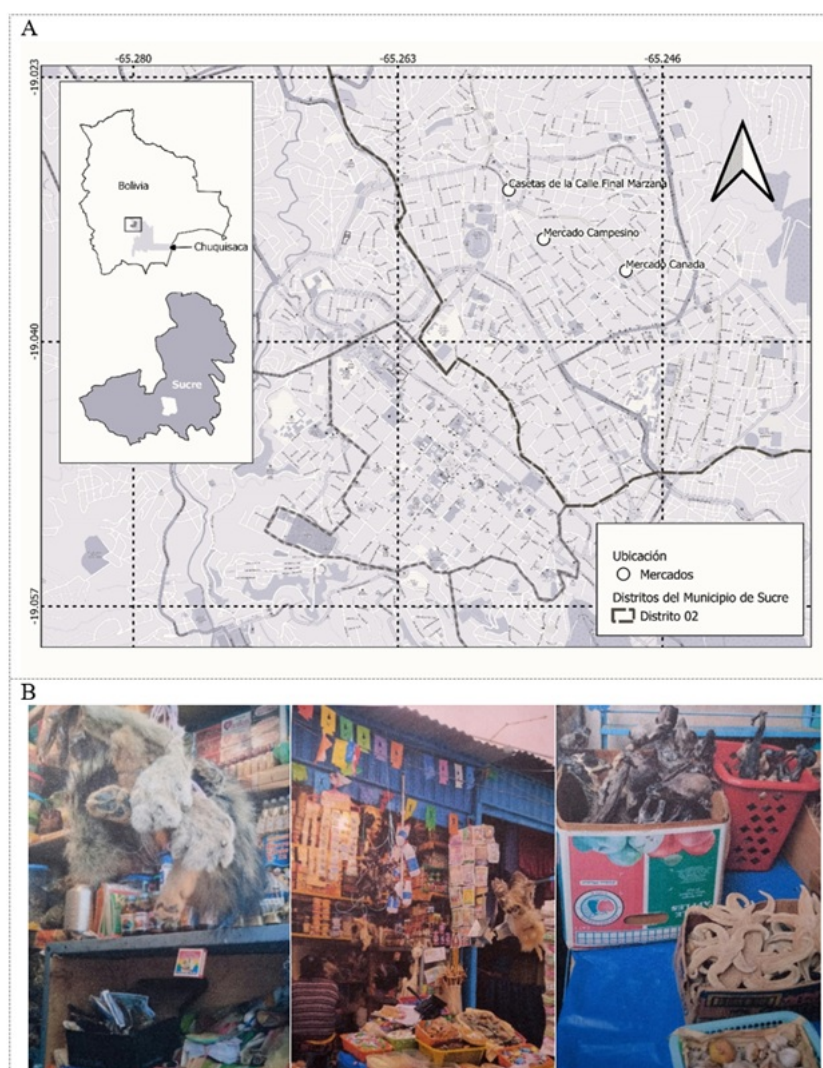 A
-65.280
-65.263
-65.246
-19.023
Casetas de la Calle Final Marzana
Bolivia
Mercado Campesino
Chuquisaca
Mercado Canada
-19.040
Sucre
Ubicación
Mercados
Distritos del Municipio de Sucre
Distrito 02
-19.057
B
APPLES